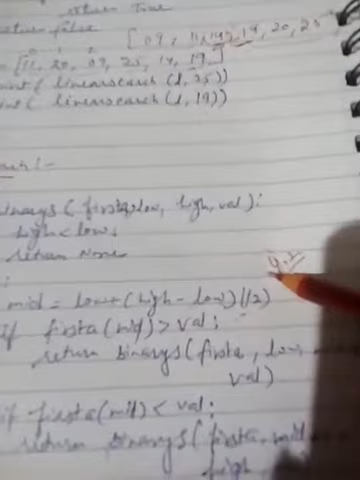 return True
return false
[09, 11, 14, 19, 20, 25
[11, 20, 09, 25, 14, 19]
print( linearsearch (l, 25))
int( linearsearch (l, 19))
binarys( firsta, low, high, val):
high < low:
return None
:
mid = low + (high - low)//2)
if firsta(mid) > val:
return binarys( firsta, low,
val)
if firsta(mid) < val:
return binarys( firsta, mid
high,